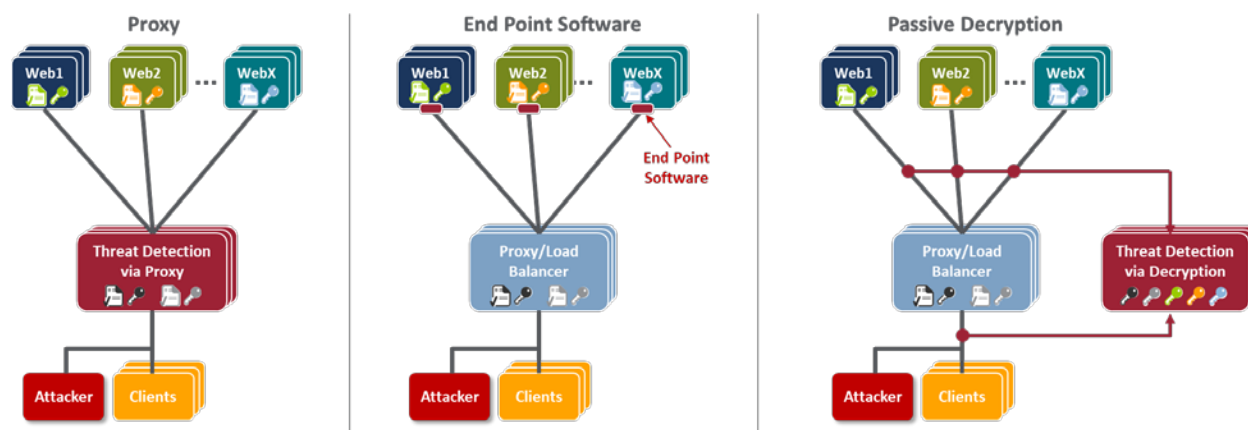 Proxy
Web1
Web2
...
WebX
Threat Detection
via Proxy
Attacker
Clients
End Point Software
Web1
Web2
...
WebX
End Point
Software
Proxy/Load
Balancer
Attacker
Clients
Passive Decryption
Web1
Web2
...
WebX
Proxy/Load
Balancer
Threat Detection
via Decryption
Attacker
Clients